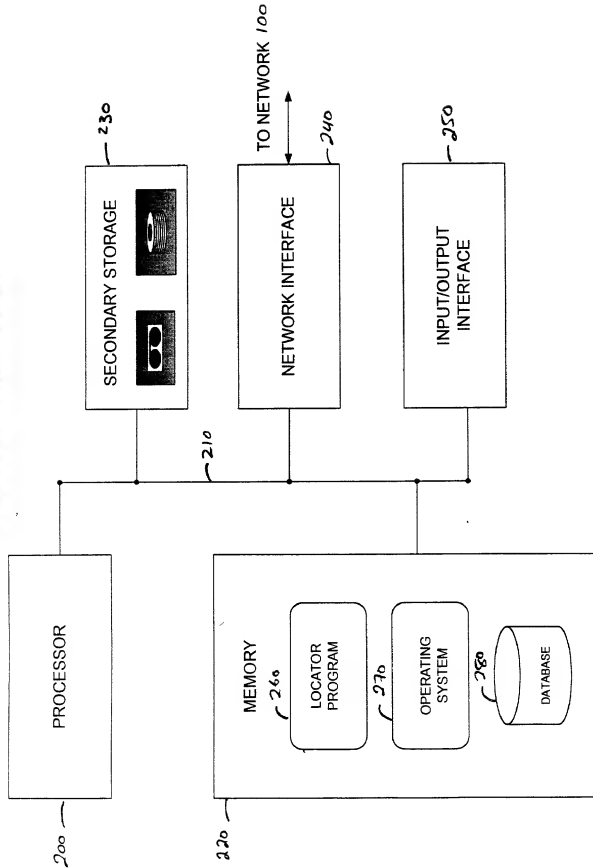 200
PROCESSOR
210
220
MEMORY
260
LOCATOR
PROGRAM
270
OPERATING
SYSTEM
280
DATABASE
230
SECONDARY STORAGE
TO NETWORK 100
240
NETWORK INTERFACE
250
INPUT/OUTPUT
INTERFACE